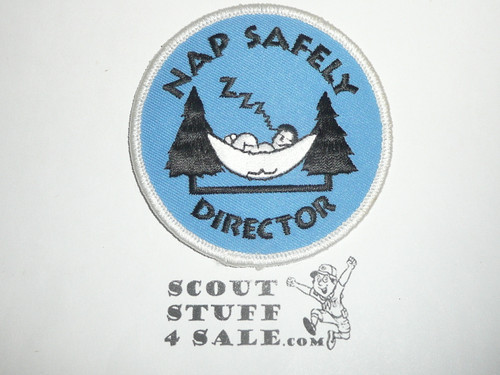 NAP SAFELY
ZZZZ
DIRECTOR
SCOUT
STUFF
4 SALE.com